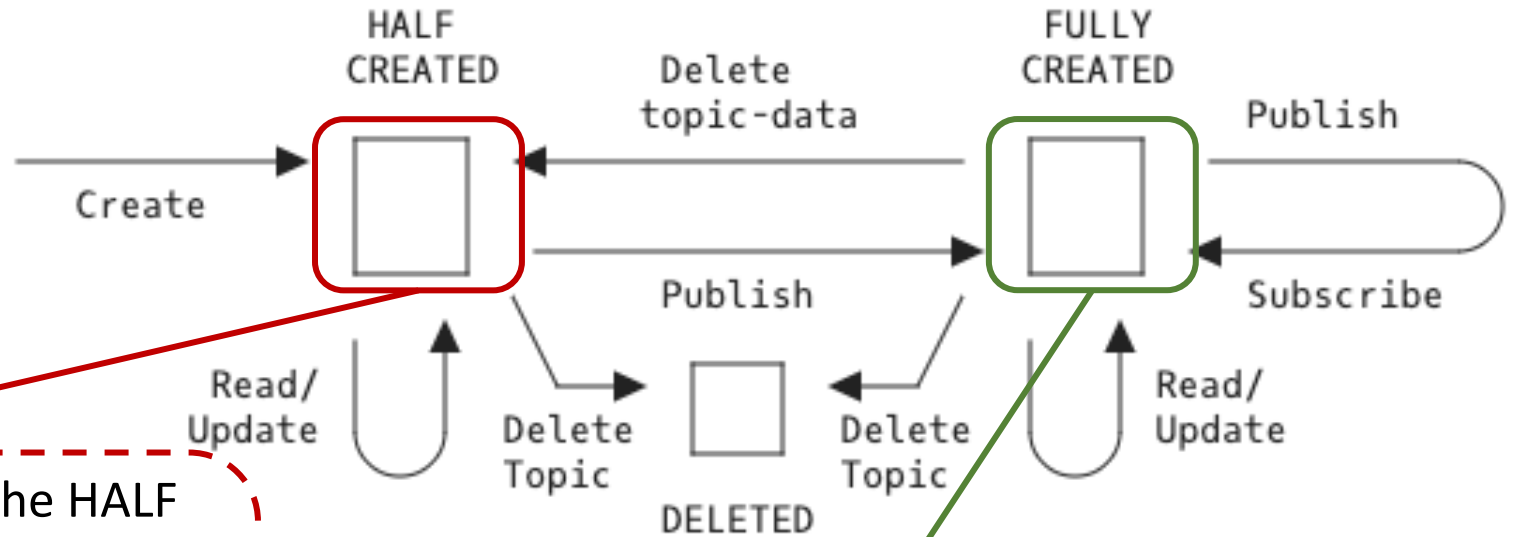 HALF
CREATED
FULLY
CREATED
Delete
topic-data
Publish
Create
Publish
Subscribe
Read/
Update
Delete
Topic
Delete
Topic
Read/
Update
DELETED
he HALF